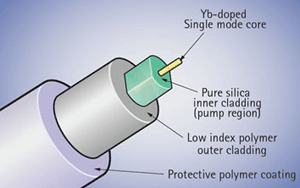 Yb-doped
Single mode core
Pure silica
inner cladding
(pump region)
Low index polymer
outer cladding
Protective polymer coating